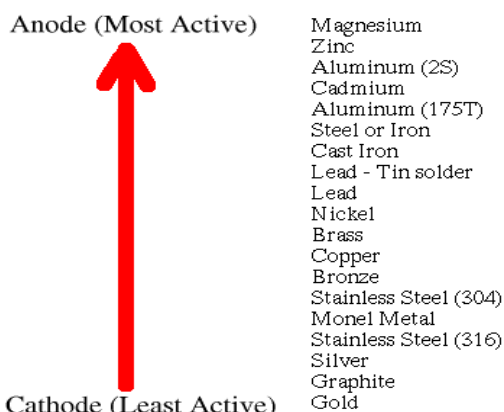 Anode (Most Active)
Magnesium
Zinc
Aluminum (2S)
Cadmium
Aluminum (175T)
Steel or Iron
Cast Iron
Lead - Tin solder
Lead
Nickel
Brass
Copper
Bronze
Stainless Steel (304)
Monel Metal
Stainless Steel (316)
Silver
Graphite
Gold
Cathode (Least Active)